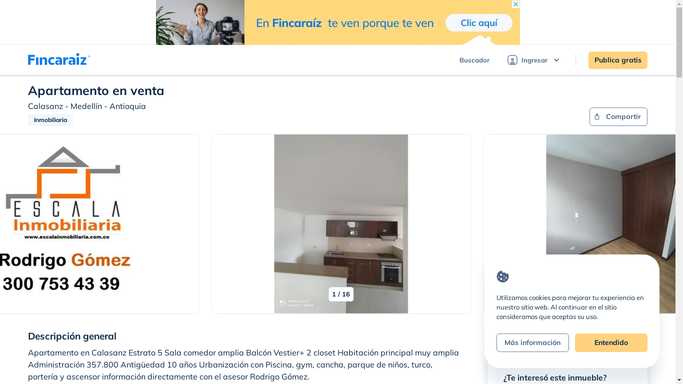 En Fincaraíz te ven porque te ven
Clic aquí
Fincaraíz
Buscador
Ingresar
Publica gratis
Apartamento en venta
Calasanz - Medellín - Antioquia
Inmobiliaria
Compartir
ESCALA
Inmobiliaria
www.escalainmobiliaria.com.co
Rodrigo Gómez
300 753 43 39
1 / 16
Utilizamos cookies para mejorar tu experiencia en
nuestro sitio web. Al continuar en el sitio
consideramos que aceptas su uso.
Más información
Entendido
Descripción general
Apartamento en Calasanz Estrato 5 Sala comedor amplia Balcón Vestier+ 2 closet Habitación principal muy amplia
Administración 357.800 Antigüedad 10 años Urbanización con Piscina, gym, cancha, parque de niños, turco,
portería y ascensor información directamente con el asesor Rodrigo Gómez.
¿Te interesó este inmueble?